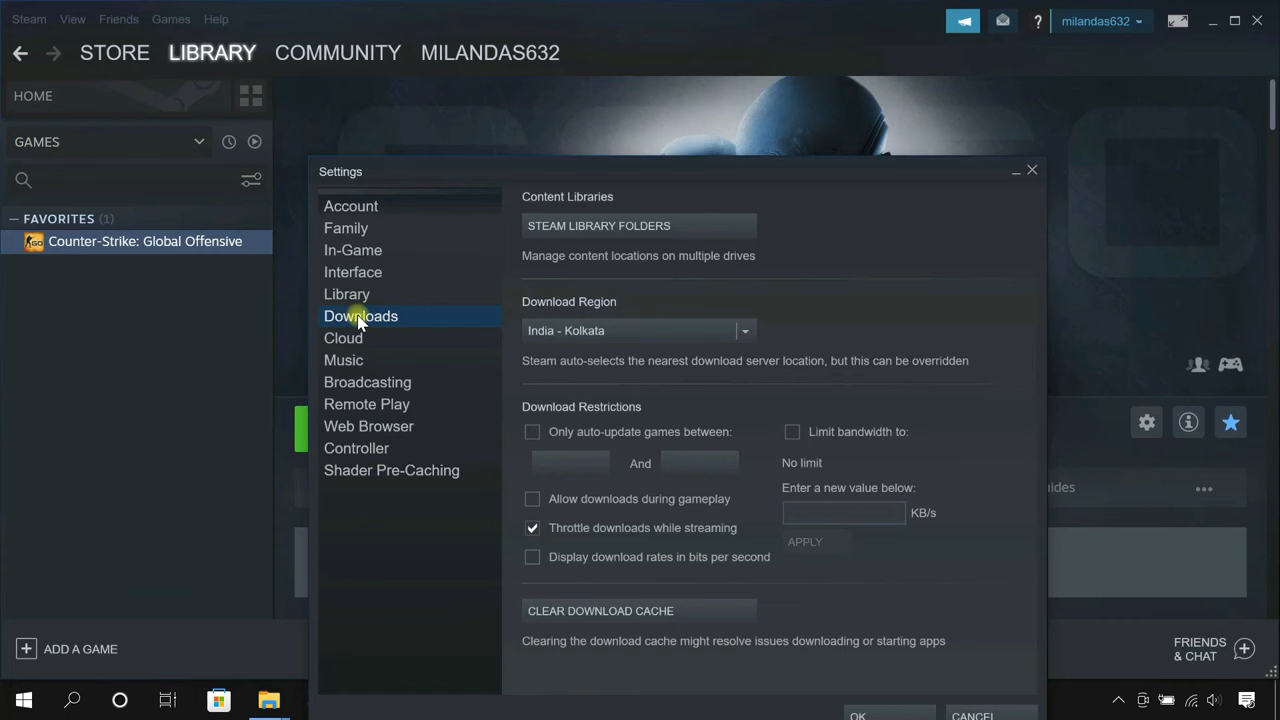 Steam View Friends Games Help
milandas632
STORE LIBRARY COMMUNITY MILANDAS632
HOME
GAMES
FAVORITES (1)
Counter-Strike: Global Offensive
Settings
Account
Family
In-Game
Interface
Library
Downloads
Cloud
Music
Broadcasting
Remote Play
Web Browser
Controller
Shader Pre-Caching
Content Libraries
STEAM LIBRARY FOLDERS
Manage content locations on multiple drives
Download Region
India - Kolkata
Steam auto-selects the nearest download server location, but this can be overridden
Download Restrictions
Only auto-update games between:
And
Allow downloads during gameplay
Throttle downloads while streaming
Display download rates in bits per second
Limit bandwidth to:
No limit
Enter a new value below:
KB/s
APPLY
CLEAR DOWNLOAD CACHE
Clearing the download cache might resolve issues downloading or starting apps
OK CANCEL
ADD A GAME
FRIENDS
& CHAT